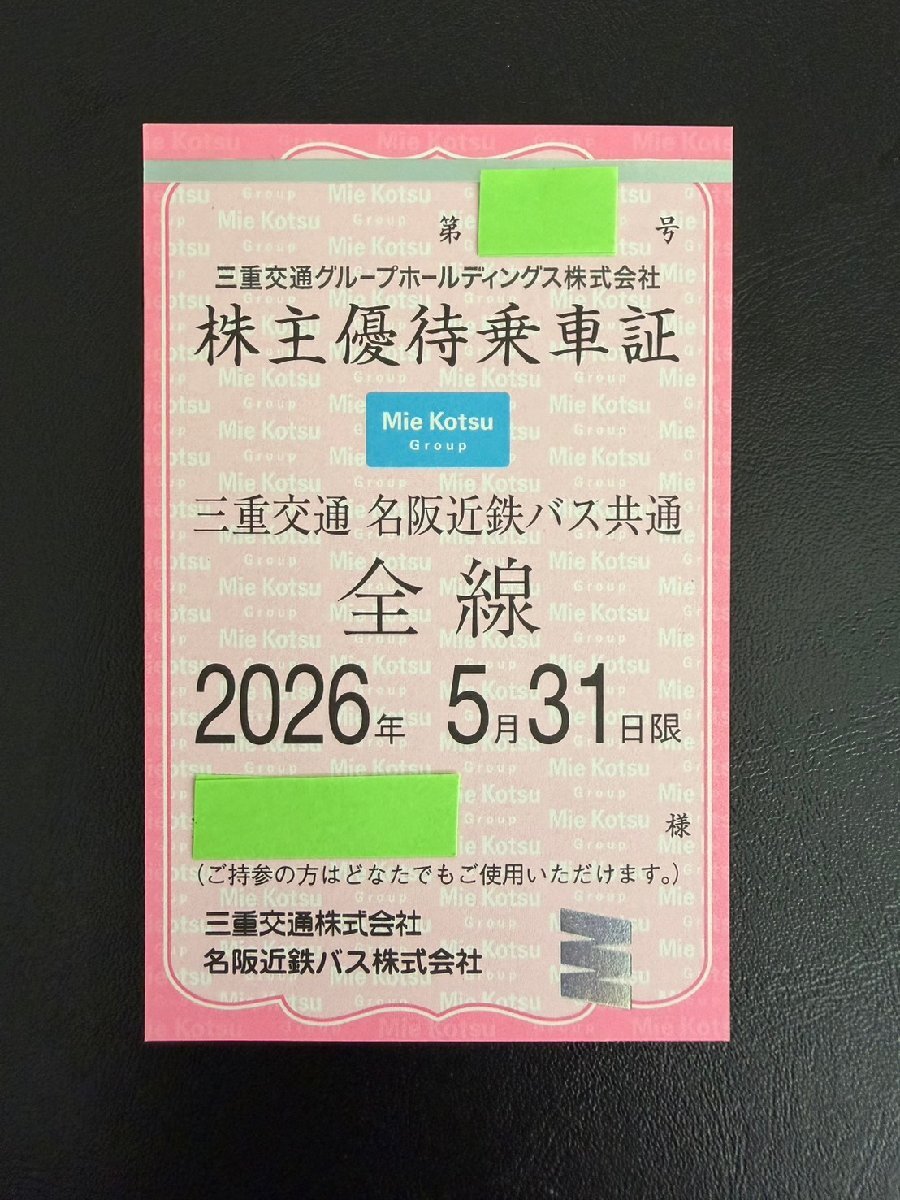 第 号
三重交通グループホールディングス株式会社
株主優待乗車証
Mie Kotsu
Group
三重交通 名阪近鉄バス共通
全線
2026年 5月31日限
様
(ご持参の方はどなたでもご使用いただけます。)
三重交通株式会社
名阪近鉄バス株式会社